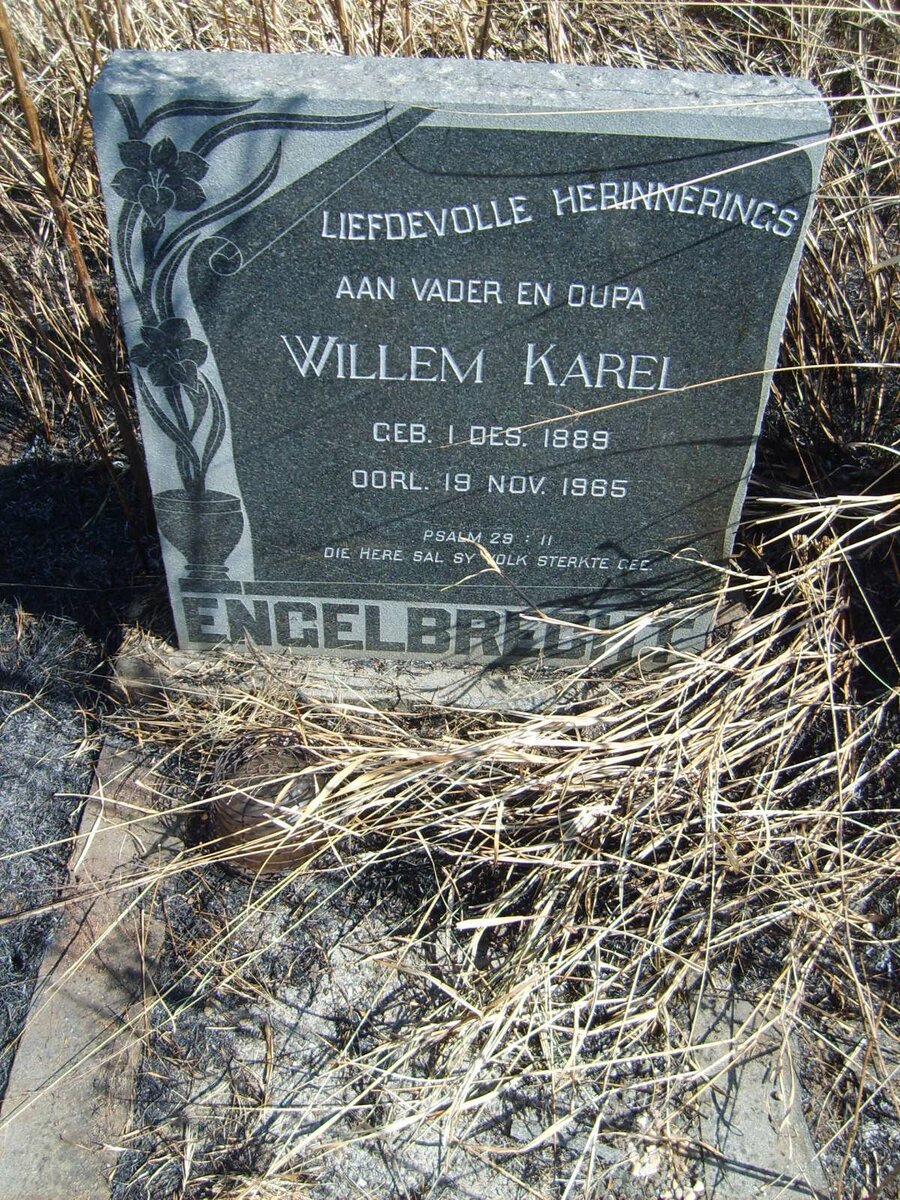 LIEFDEVOLLE HERINNERINGS
AAN VADER EN OUPA
WILLEM KAREL
GEB. 1 DES. 1889
OORL. 19 NOV. 1965
PSALM 29 : 11
DIE HERE SAL SY VOLK STERKTE GEE.
ENGELBRECHT